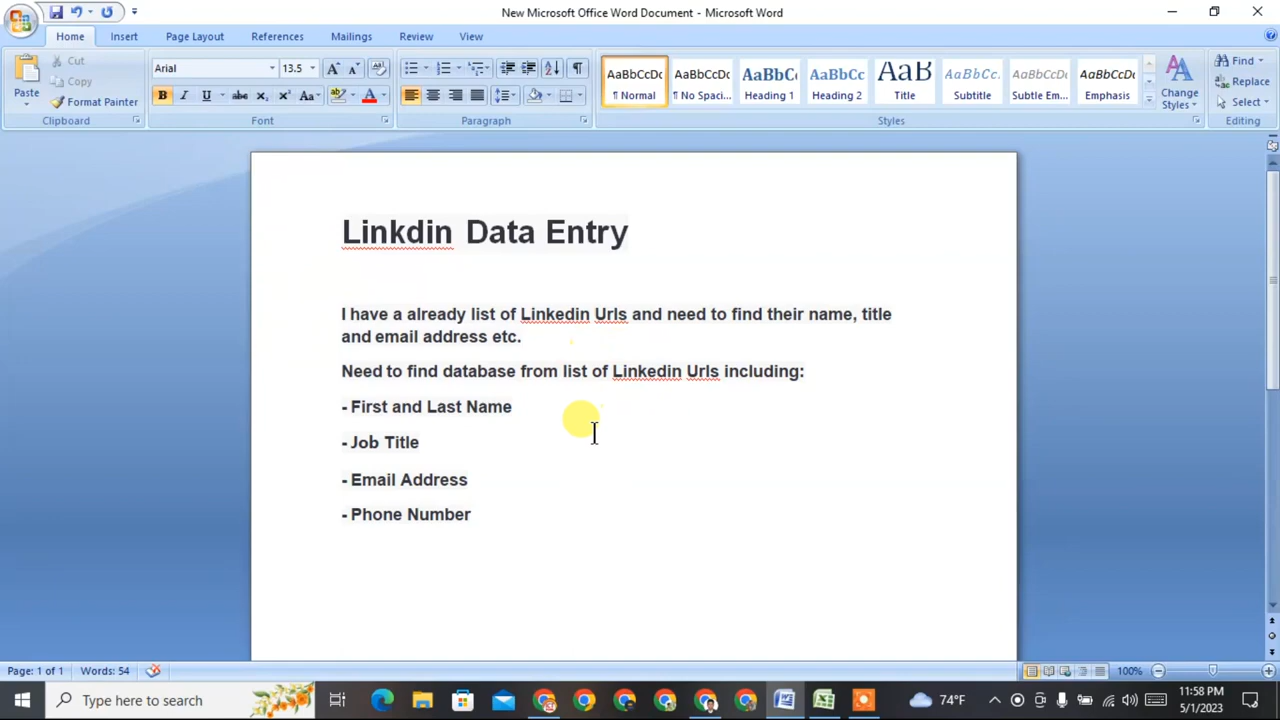 New Microsoft Office Word Document - Microsoft Word
Home Insert Page Layout References Mailings Review View
Paste
Cut
Copy
Format Painter
Clipboard
Arial 13.5
B I U abc
Font
Paragraph
AaBbCcDc AaBbCcDc AaBbC AaBbCc AaB AaBbCc. AaBbCcDc AaBbCcDc
¶ Normal ¶ No Spaci... Heading 1 Heading 2 Title Subtitle Subtle Em... Emphasis
Change Styles
Styles
Find
Replace
Select
Editing
Linkdin Data Entry
I have a already list of Linkedin Urls and need to find their name, title
and email address etc.
Need to find database from list of Linkedin Urls including:
- First and Last Name
- Job Title
- Email Address
- Phone Number
Page: 1 of 1 Words: 54 100%
Type here to search 74°F 11:58 PM
5/1/2023